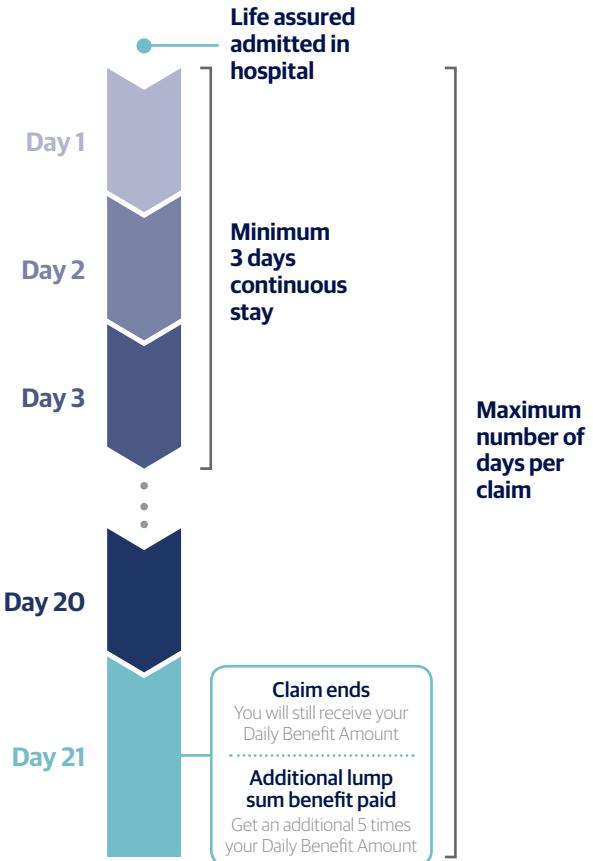 Life assured
admitted in
hospital
Day 1
Minimum
3 days
continuous
stay
Day 2
Day 3
Maximum
number of
days per
claim
Day 20
Day 21
Claim ends
You will still receive your
Daily Benefit Amount
Additional lump
sum benefit paid
Get an additional 5 times
your Daily Benefit Amount